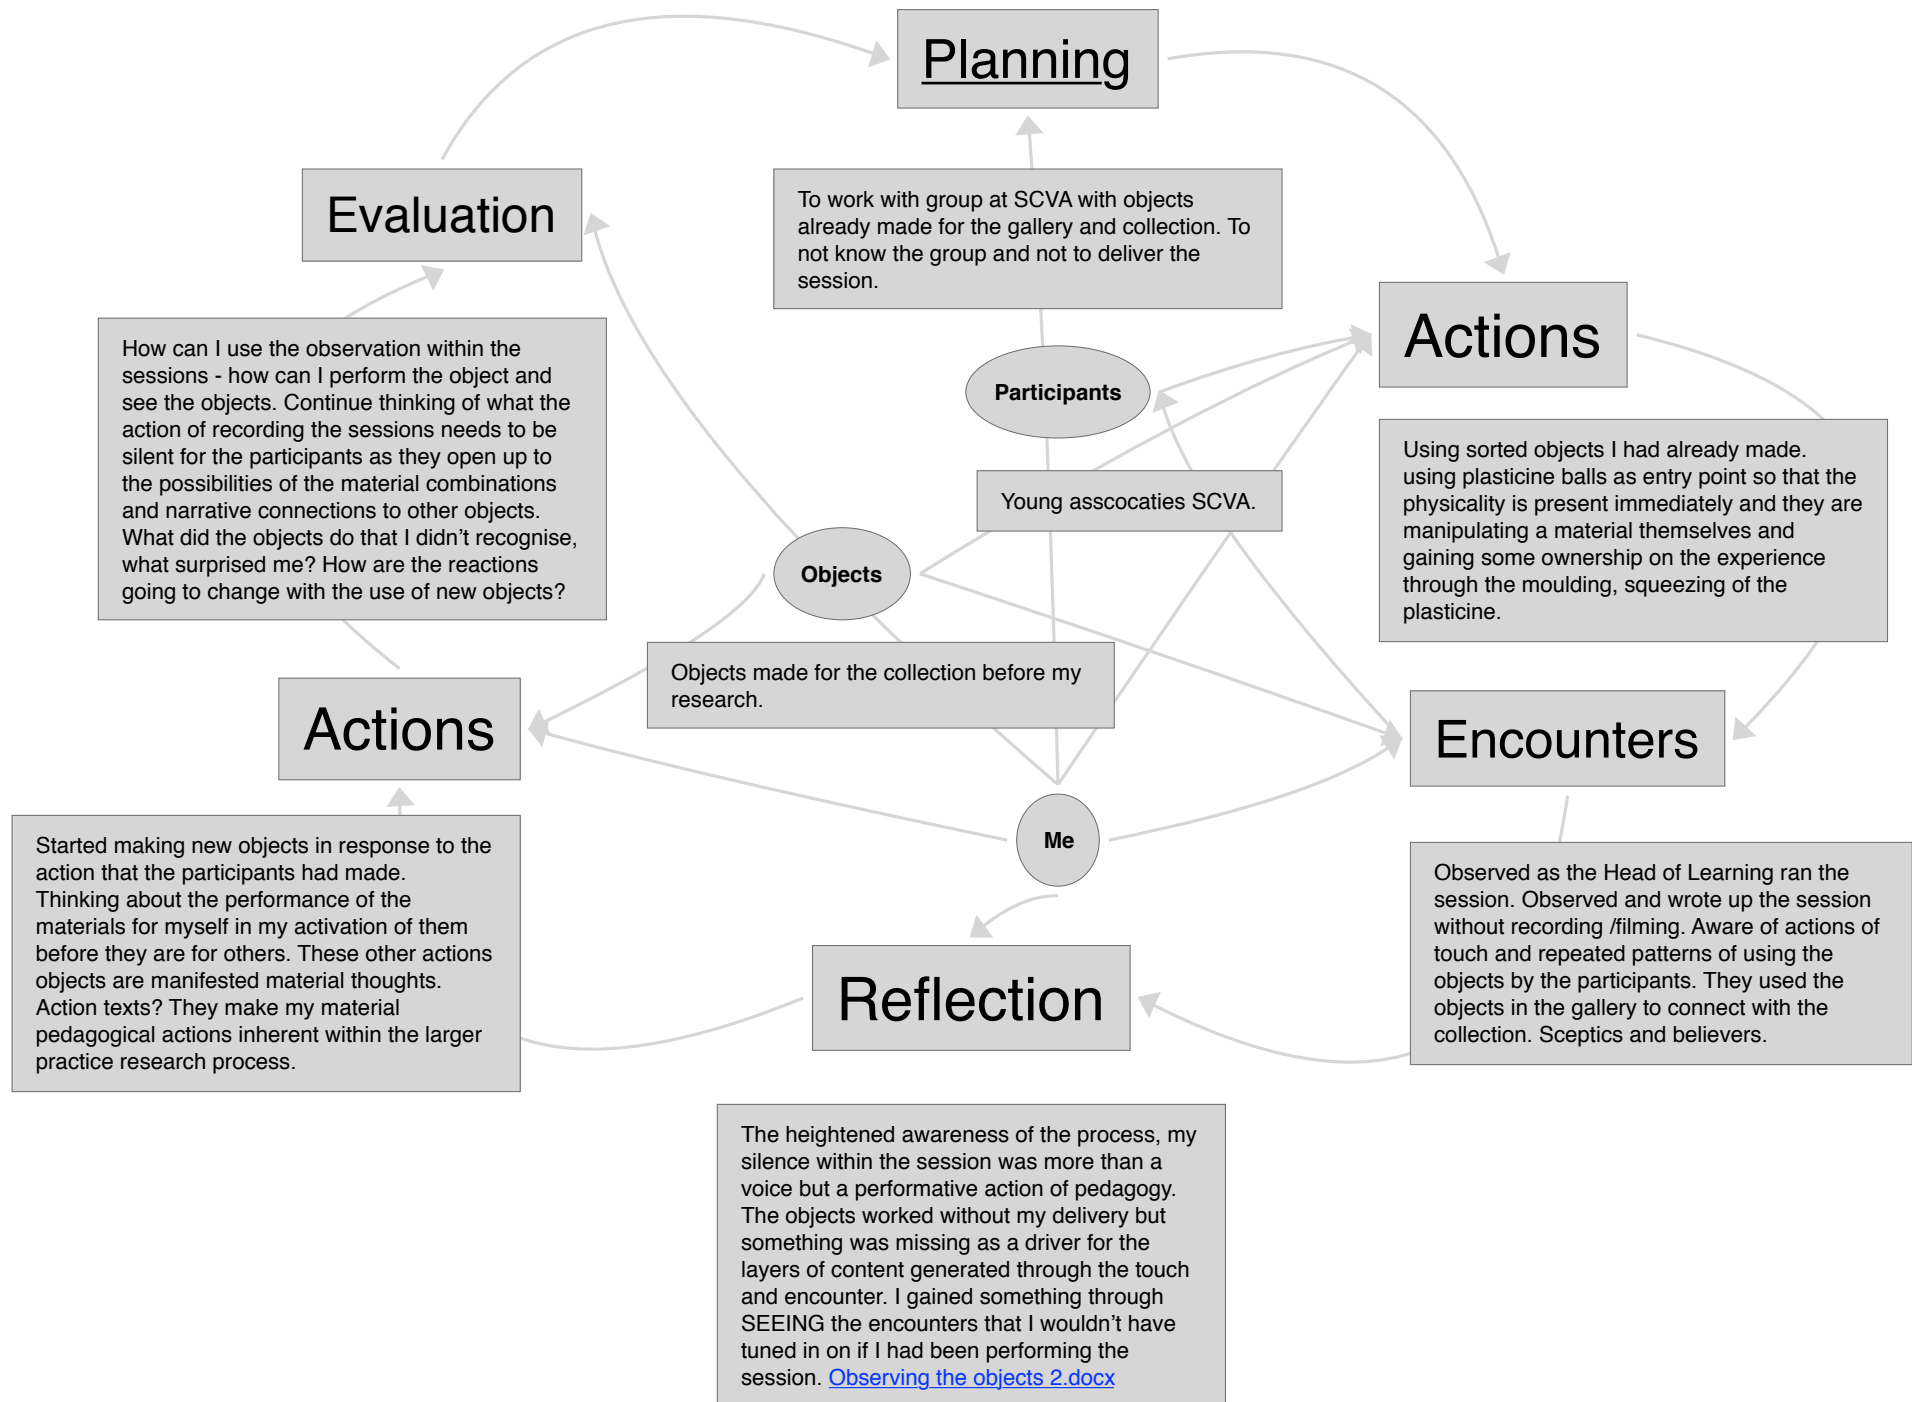 Planning
To work with group at SCVA with objects
already made for the gallery and collection. To
not know the group and not to deliver the
session.
Evaluation
How can I use the observation within the
sessions - how can I perform the object and
see the objects. Continue thinking of what the
action of recording the sessions needs to be
silent for the participants as they open up to
the possibilities of the material combinations
and narrative connections to other objects.
What did the objects do that I didn't recognise,
what surprised me? How are the reactions
going to change with the use of new objects?
Participants
Young asscocaties SCVA.
Actions
Using sorted objects I had already made.
using plasticine balls as entry point so that the
physicality is present immediately and they are
manipulating a material themselves and
gaining some ownership on the experience
through the moulding, squeezing of the
plasticine.
Objects
Objects made for the collection before my
research.
Actions
Started making new objects in response to the
action that the participants had made.
Thinking about the performance of the
materials for myself in my activation of them
before they are for others. These other actions
objects are manifested material thoughts.
Action texts? They make my material
pedagogical actions inherent within the larger
practice research process.
Me
Encounters
Observed as the Head of Learning ran the
session. Observed and wrote up the session
without recording /filming. Aware of actions of
touch and repeated patterns of using the
objects by the participants. They used the
objects in the gallery to connect with the
collection. Sceptics and believers.
Reflection
The heightened awareness of the process, my
silence within the session was more than a
voice but a performative action of pedagogy.
The objects worked without my delivery but
something was missing as a driver for the
layers of content generated through the touch
and encounter. I gained something through
SEEING the encounters that I wouldn't have
tuned in on if I had been performing the
session. Observing the objects 2.docx